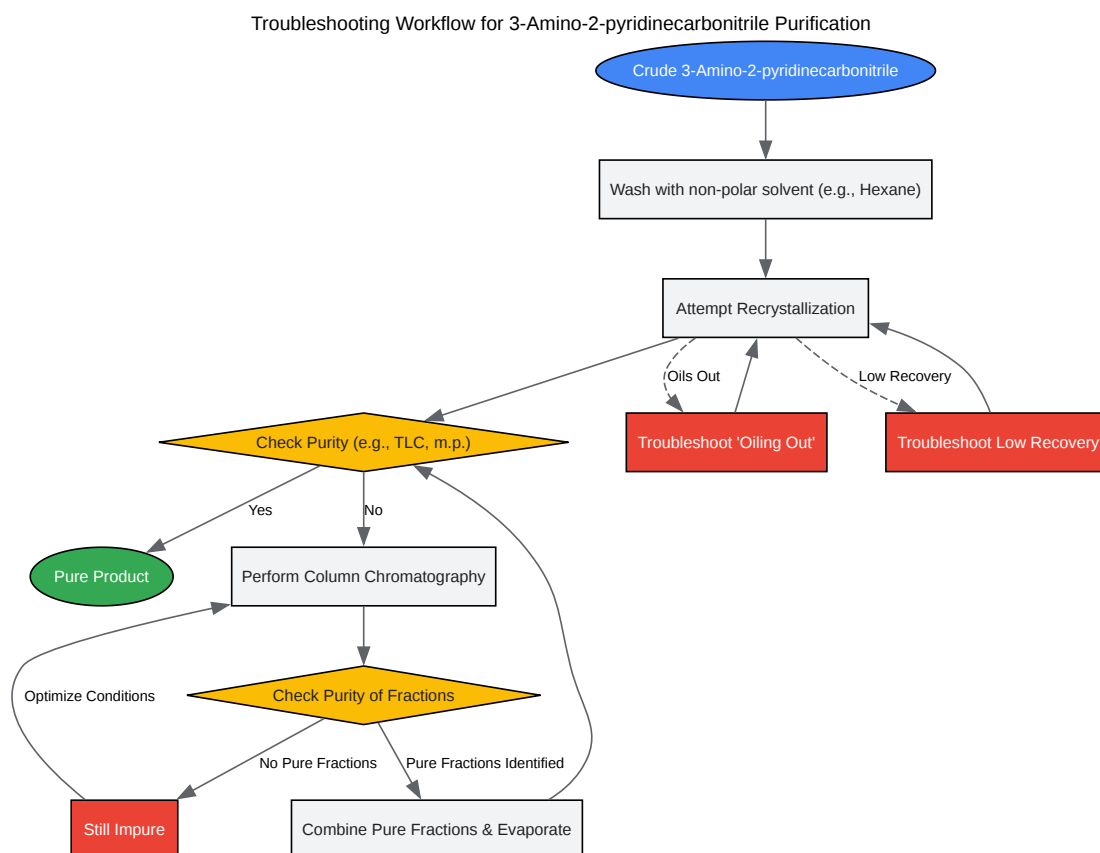 Troubleshooting Workflow for 3-Amino-2-pyridinecarbonitrile Purification
Crude 3-Amino-2-pyridinecarbonitrile
Wash with non-polar solvent (e.g., Hexane)
Attempt Recrystallization
Oils Out
Low Recovery
Check Purity (e.g., TLC, m.p.)
Troubleshoot 'Oiling Out'
Troubleshoot Low Recovery
Yes
No
Pure Product
Perform Column Chromatography
Optimize Conditions
Check Purity of Fractions
No Pure Fractions
Pure Fractions Identified
Still Impure
Combine Pure Fractions & Evaporate